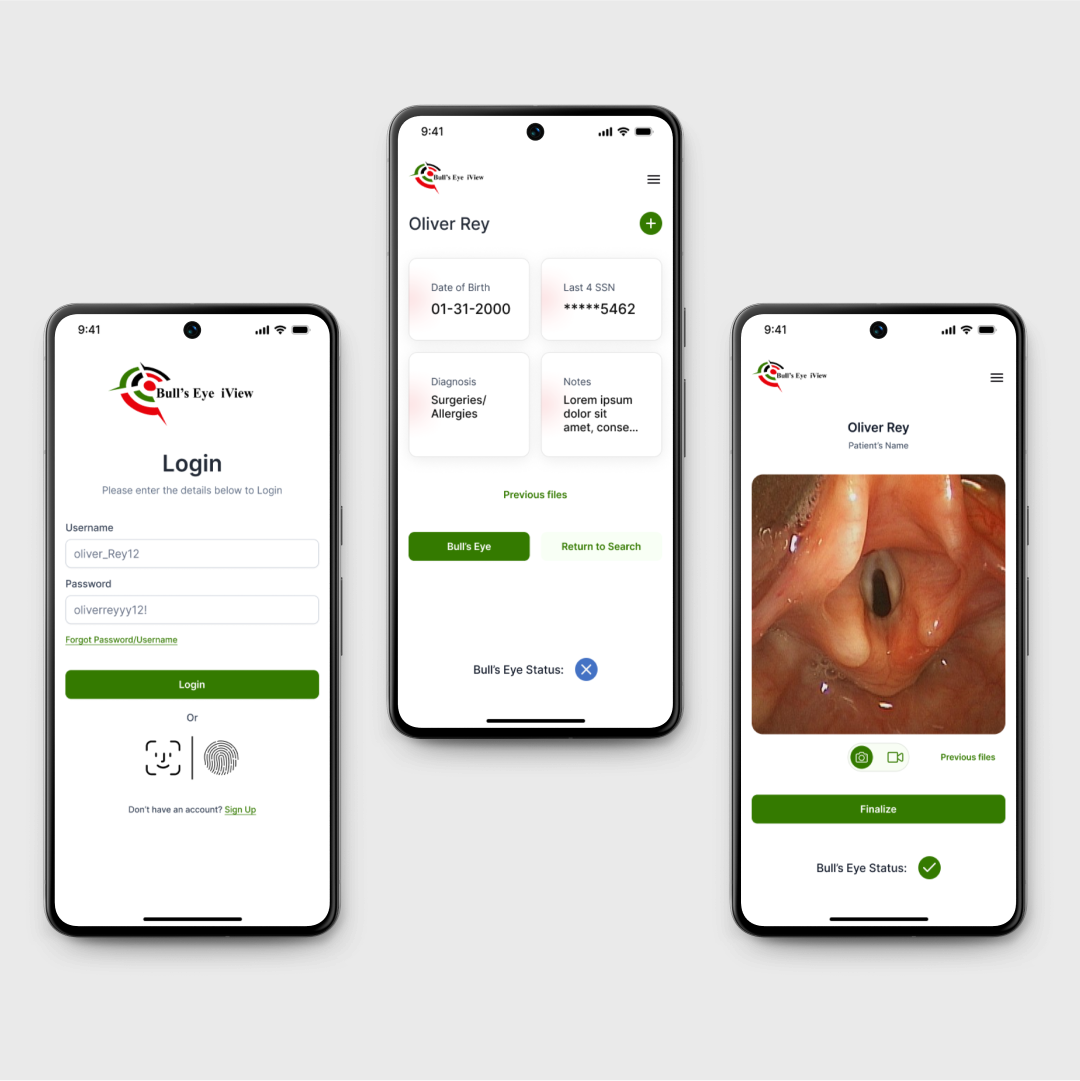 9:41
Bull's Eye iView
Login
Please enter the details below to Login
Username
oliver_Rey12
Password
oliverreyyy12!
Forgot Password/Username
Login
Or
Don't have an account? Sign Up
9:41
Bull's Eye iView
Oliver Rey
Date of Birth
01-31-2000
Last 4 SSN
*****5462
Diagnosis
Surgeries/
Allergies
Notes
Lorem ipsum
dolor sit
amet, conse...
Previous files
Bull's Eye
Return to Search
Bull's Eye Status:
9:41
Bull's Eye iView
Oliver Rey
Patient's Name
Previous files
Finalize
Bull's Eye Status: